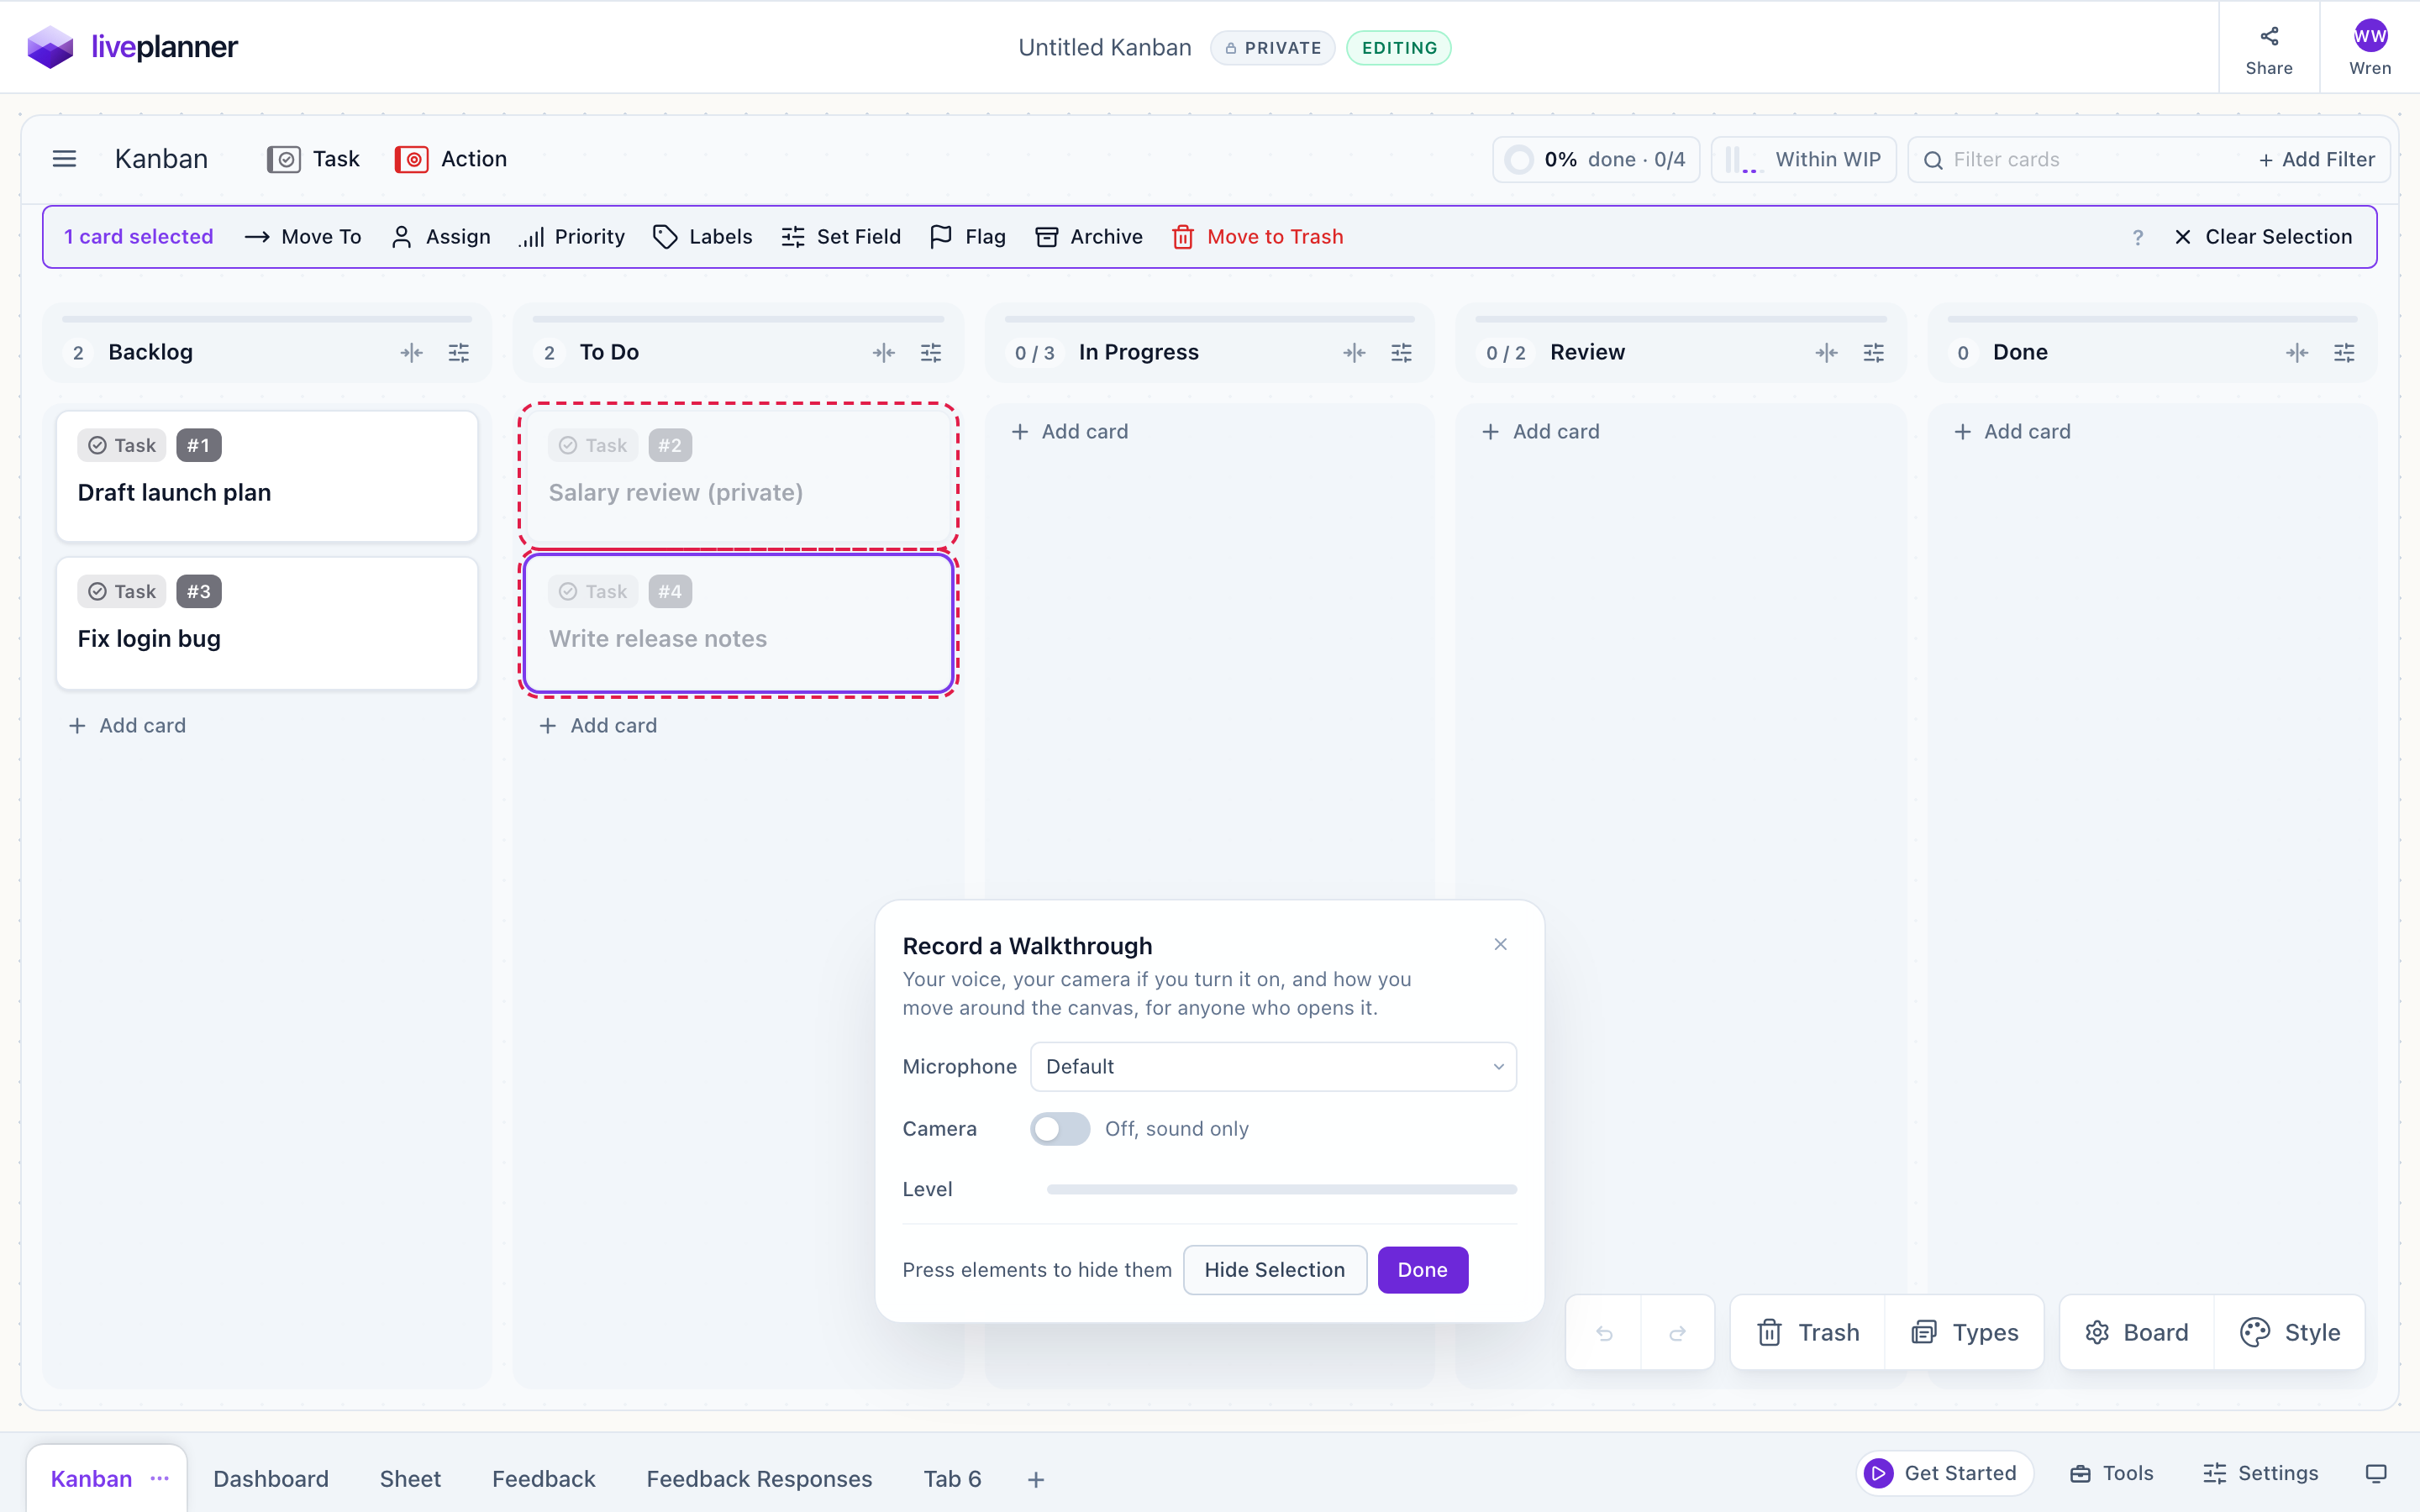 liveplanner
Untitled Kanban PRIVATE EDITING
Share
WW
Wren
Kanban Task Action
0% done · 0/4 Within WIP Filter cards + Add Filter
1 card selected Move To Assign Priority Labels Set Field Flag Archive Move to Trash ? Clear Selection
2 Backlog
2 To Do
0 / 3 In Progress
0 / 2 Review
0 Done
Task #1
Draft launch plan
Task #3
Fix login bug
+ Add card
Task #2
Salary review (private)
Task #4
Write release notes
+ Add card
+ Add card
+ Add card
+ Add card
Record a Walkthrough
Your voice, your camera if you turn it on, and how you
move around the canvas, for anyone who opens it.
Microphone Default
Camera Off, sound only
Level
Press elements to hide them Hide Selection Done
Trash Types Board Style
Kanban Dashboard Sheet Feedback Feedback Responses Tab 6 +
Get Started Tools Settings